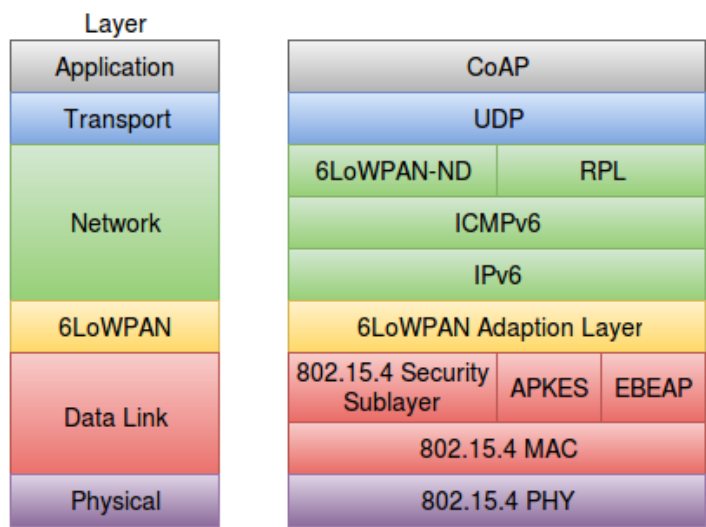 Layer
Application
CoAP
Transport
UDP
Network
6LoWPAN-ND
RPL
ICMPv6
IPv6
6LoWPAN
6LoWPAN Adaption Layer
Data Link
802.15.4 Security
Sublayer
APKES
EBEAP
802.15.4 MAC
Physical
802.15.4 PHY